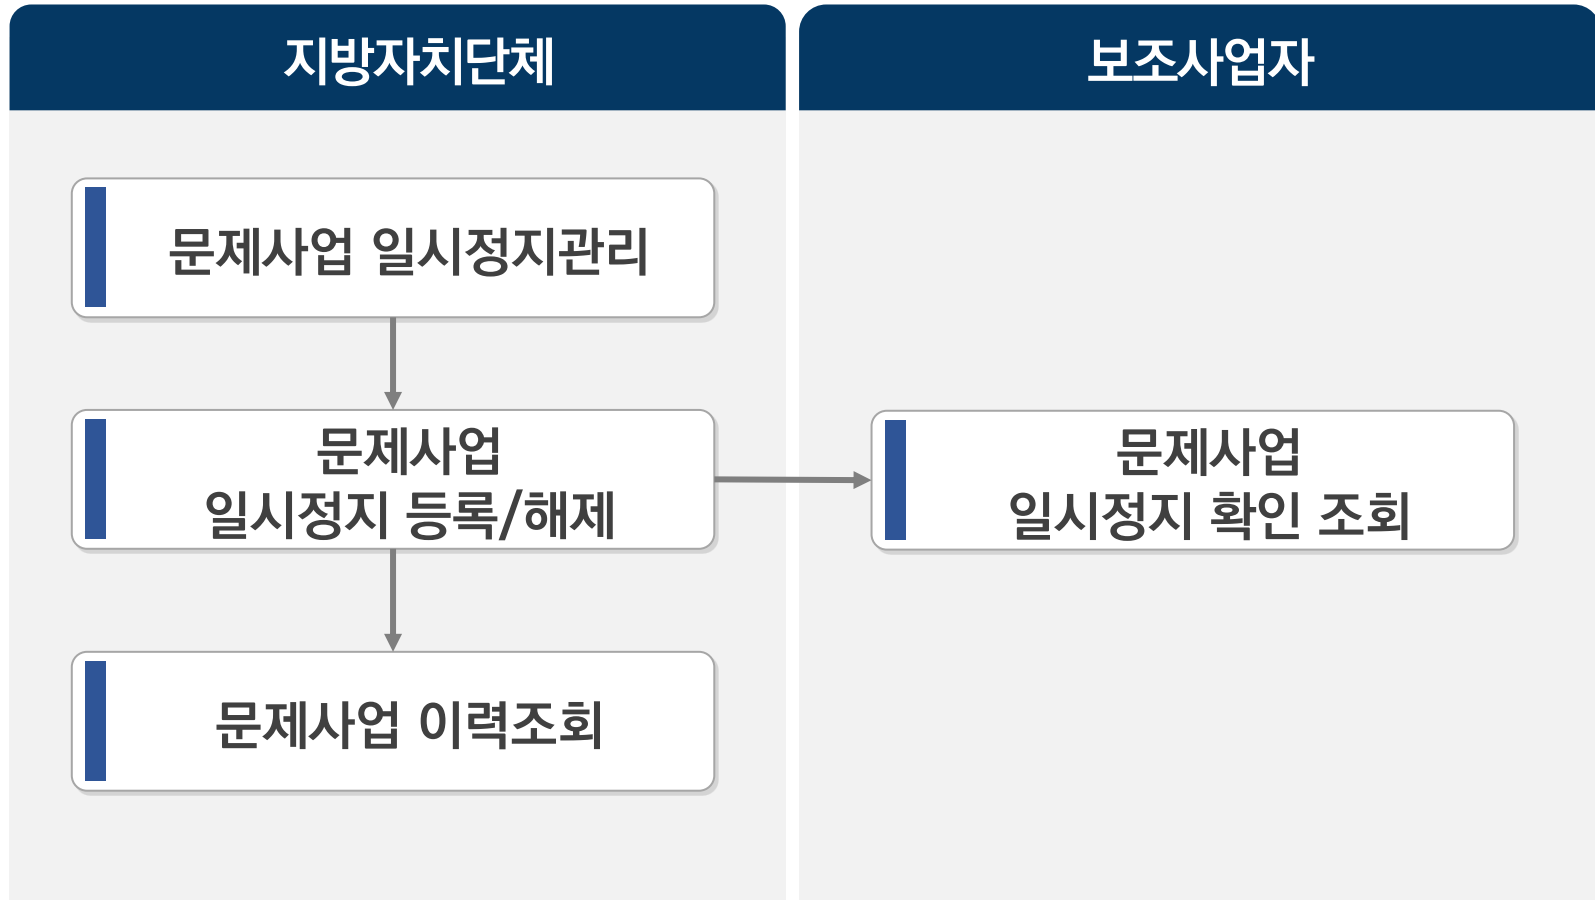 지방자치단체
보조사업자
문제사업 일시정지관리
문제사업
일시정지 등록/해제
문제사업
일시정지 확인 조회
문제사업 이력조회